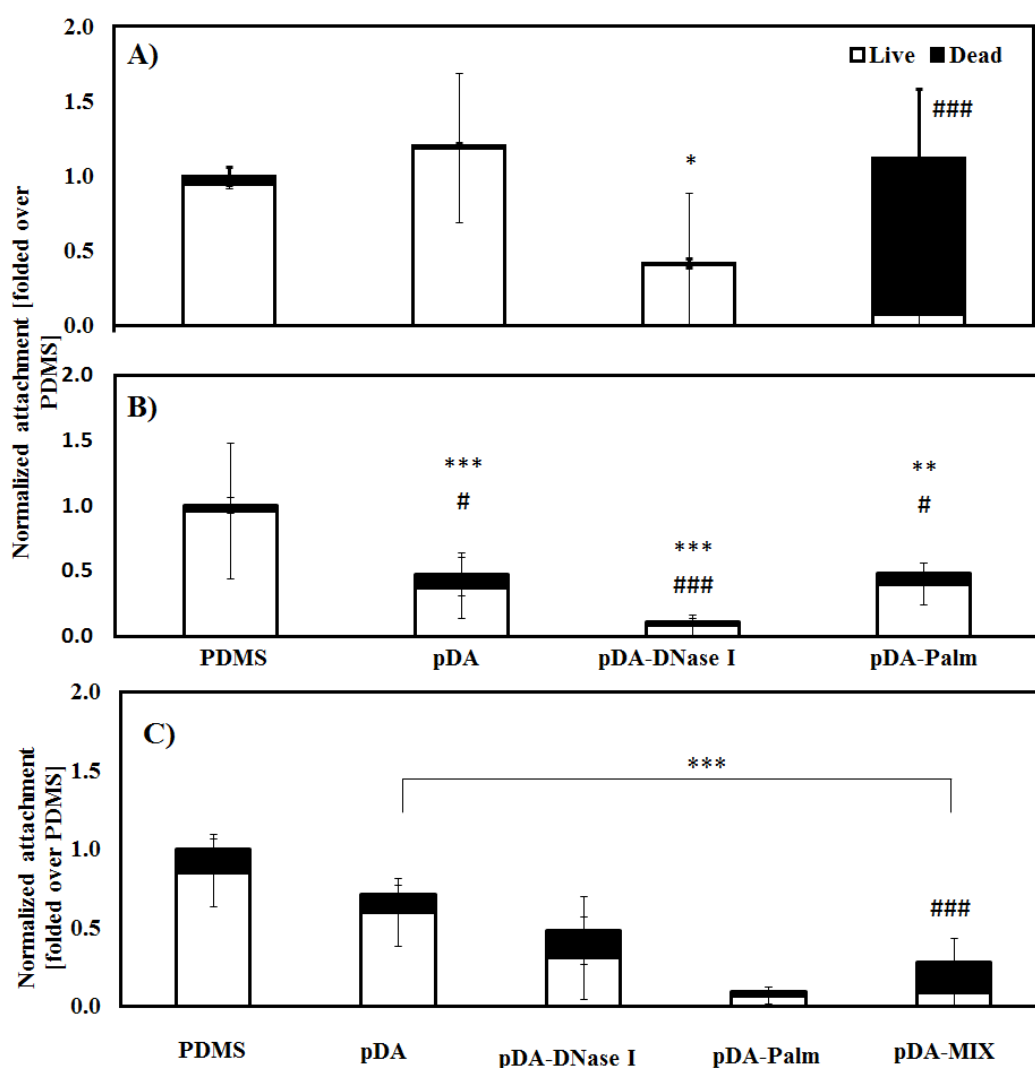 2.0
A)
Live Dead
1.5
###
*
1.0
0.5
0.0
Normalized attachment [folded over
PDMS]
2.0
B)
1.5
*** **
# #
1.0
***
0.5
###
0.0
PDMS pDA pDA-DNase I pDA-Palm
2.0
C)
1.5
***
1.0
###
0.5
0.0
Normalized attachment
[folded over PDMS]
PDMS pDA pDA-DNase I pDA-Palm pDA-MIX